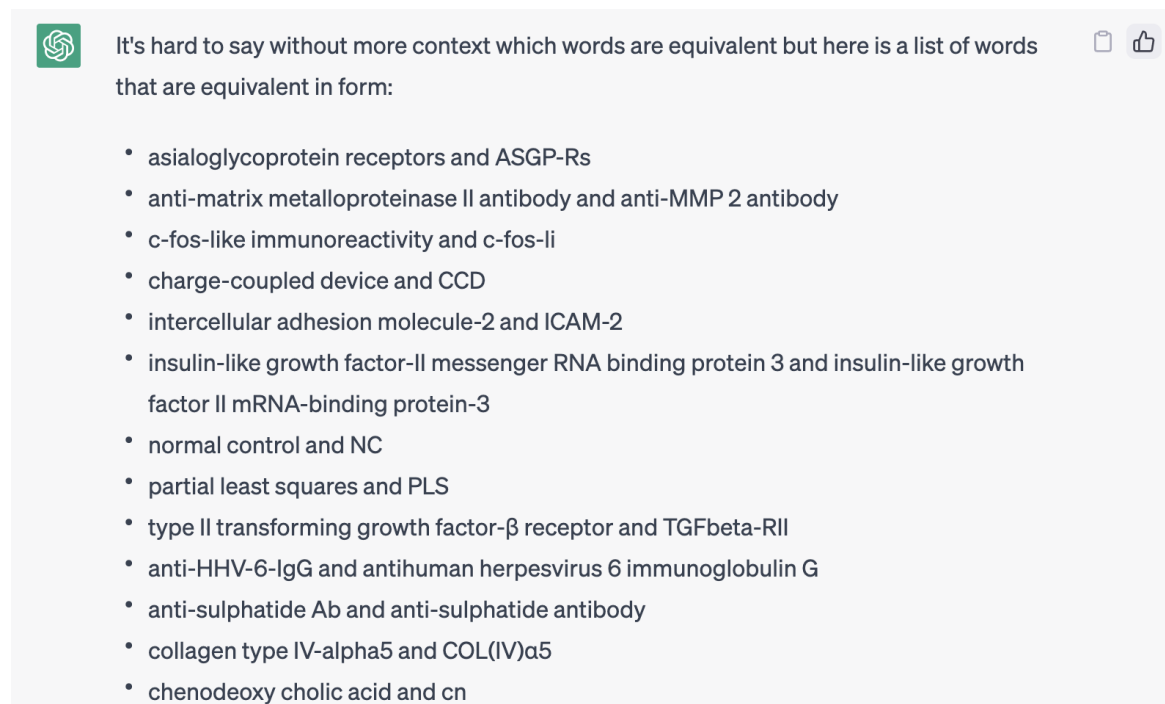 It's hard to say without more context which words are equivalent but here is a list of words
that are equivalent in form:
• asialoglycoprotein receptors and ASGP-Rs
• anti-matrix metalloproteinase II antibody and anti-MMP 2 antibody
• c-fos-like immunoreactivity and c-fos-li
• charge-coupled device and CCD
• intercellular adhesion molecule-2 and ICAM-2
• insulin-like growth factor-II messenger RNA binding protein 3 and insulin-like growth
factor II mRNA-binding protein-3
• normal control and NC
• partial least squares and PLS
• type II transforming growth factor-β receptor and TGFbeta-RII
• anti-HHV-6-IgG and antihuman herpesvirus 6 immunoglobulin G
• anti-sulphatide Ab and anti-sulphatide antibody
• collagen type IV-alpha5 and COL(IV)α5
• chenodeoxy cholic acid and cn